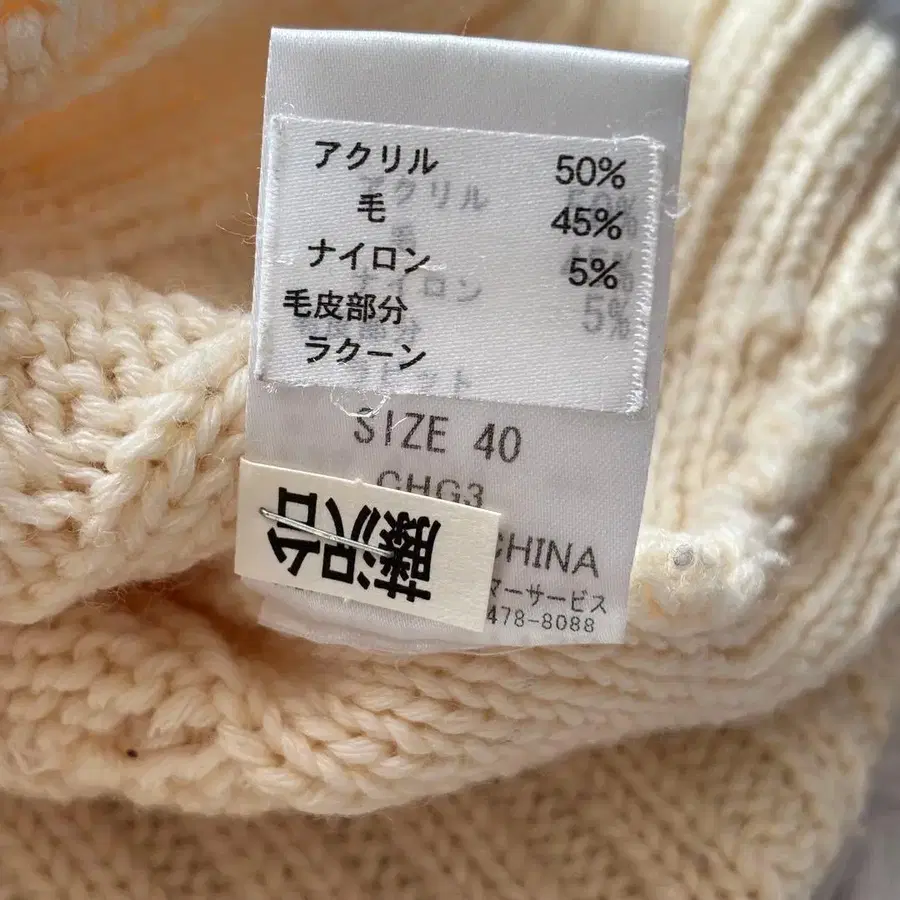 アクリル 50%
毛 45%
ナイロン 5%
毛皮部分
ラクーン
SIZE 40
CHG3
CHINA
マーサービス
478-8088